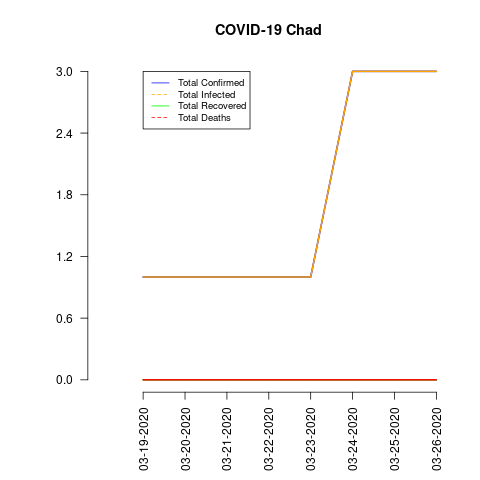 COVID-19 Chad
3.0
2.4
1.8
1.2
0.6
0.0
Total Confirmed
Total Infected
Total Recovered
Total Deaths
03-19-2020
03-20-2020
03-21-2020
03-22-2020
03-23-2020
03-24-2020
03-25-2020
03-26-2020